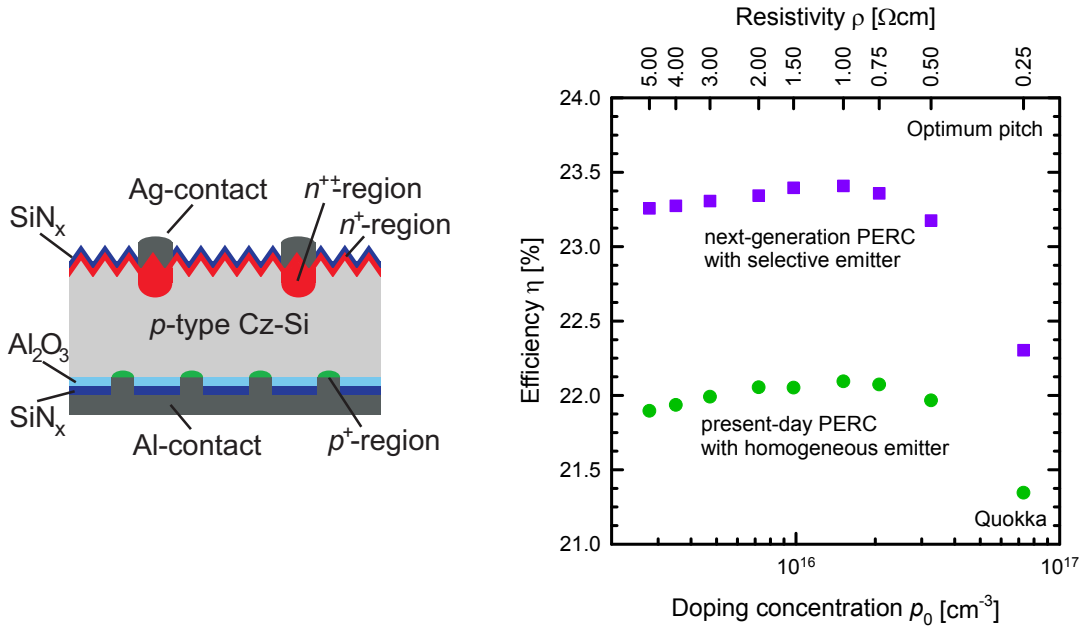 Ag-contact
n++-region
n+-region
SiNx
p-type Cz-Si
Al2O3
SiNx
Al-contact
p+-region
Resistivity ρ [Ωcm]
5.00 4.00 3.00 2.00 1.50 1.00 0.75 0.50 0.25
24.0
23.5
23.0
22.5
22.0
21.5
21.0
Efficiency η [%]
Optimum pitch
next-generation PERC
with selective emitter
present-day PERC
with homogeneous emitter
Quokka
10^16 10^17
Doping concentration p0 [cm-3]